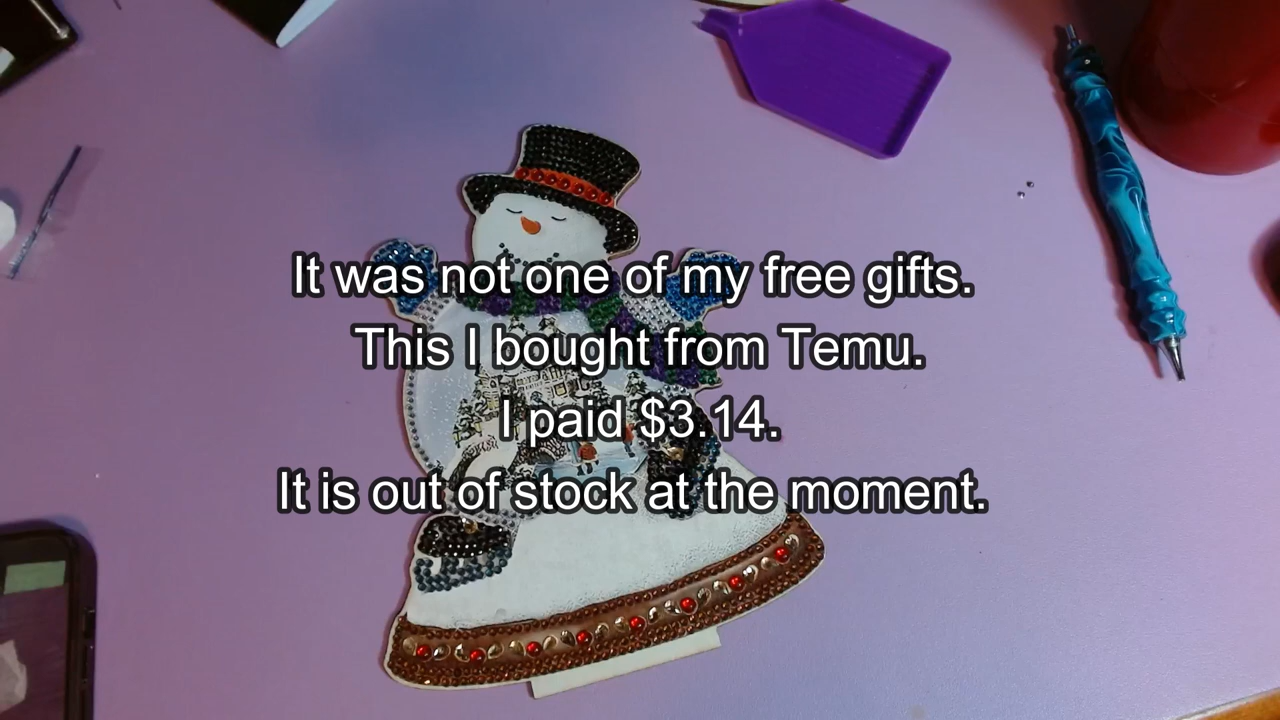 It was not one of my free gifts.
This I bought from Temu.
I paid $3.14.
It is out of stock at the moment.